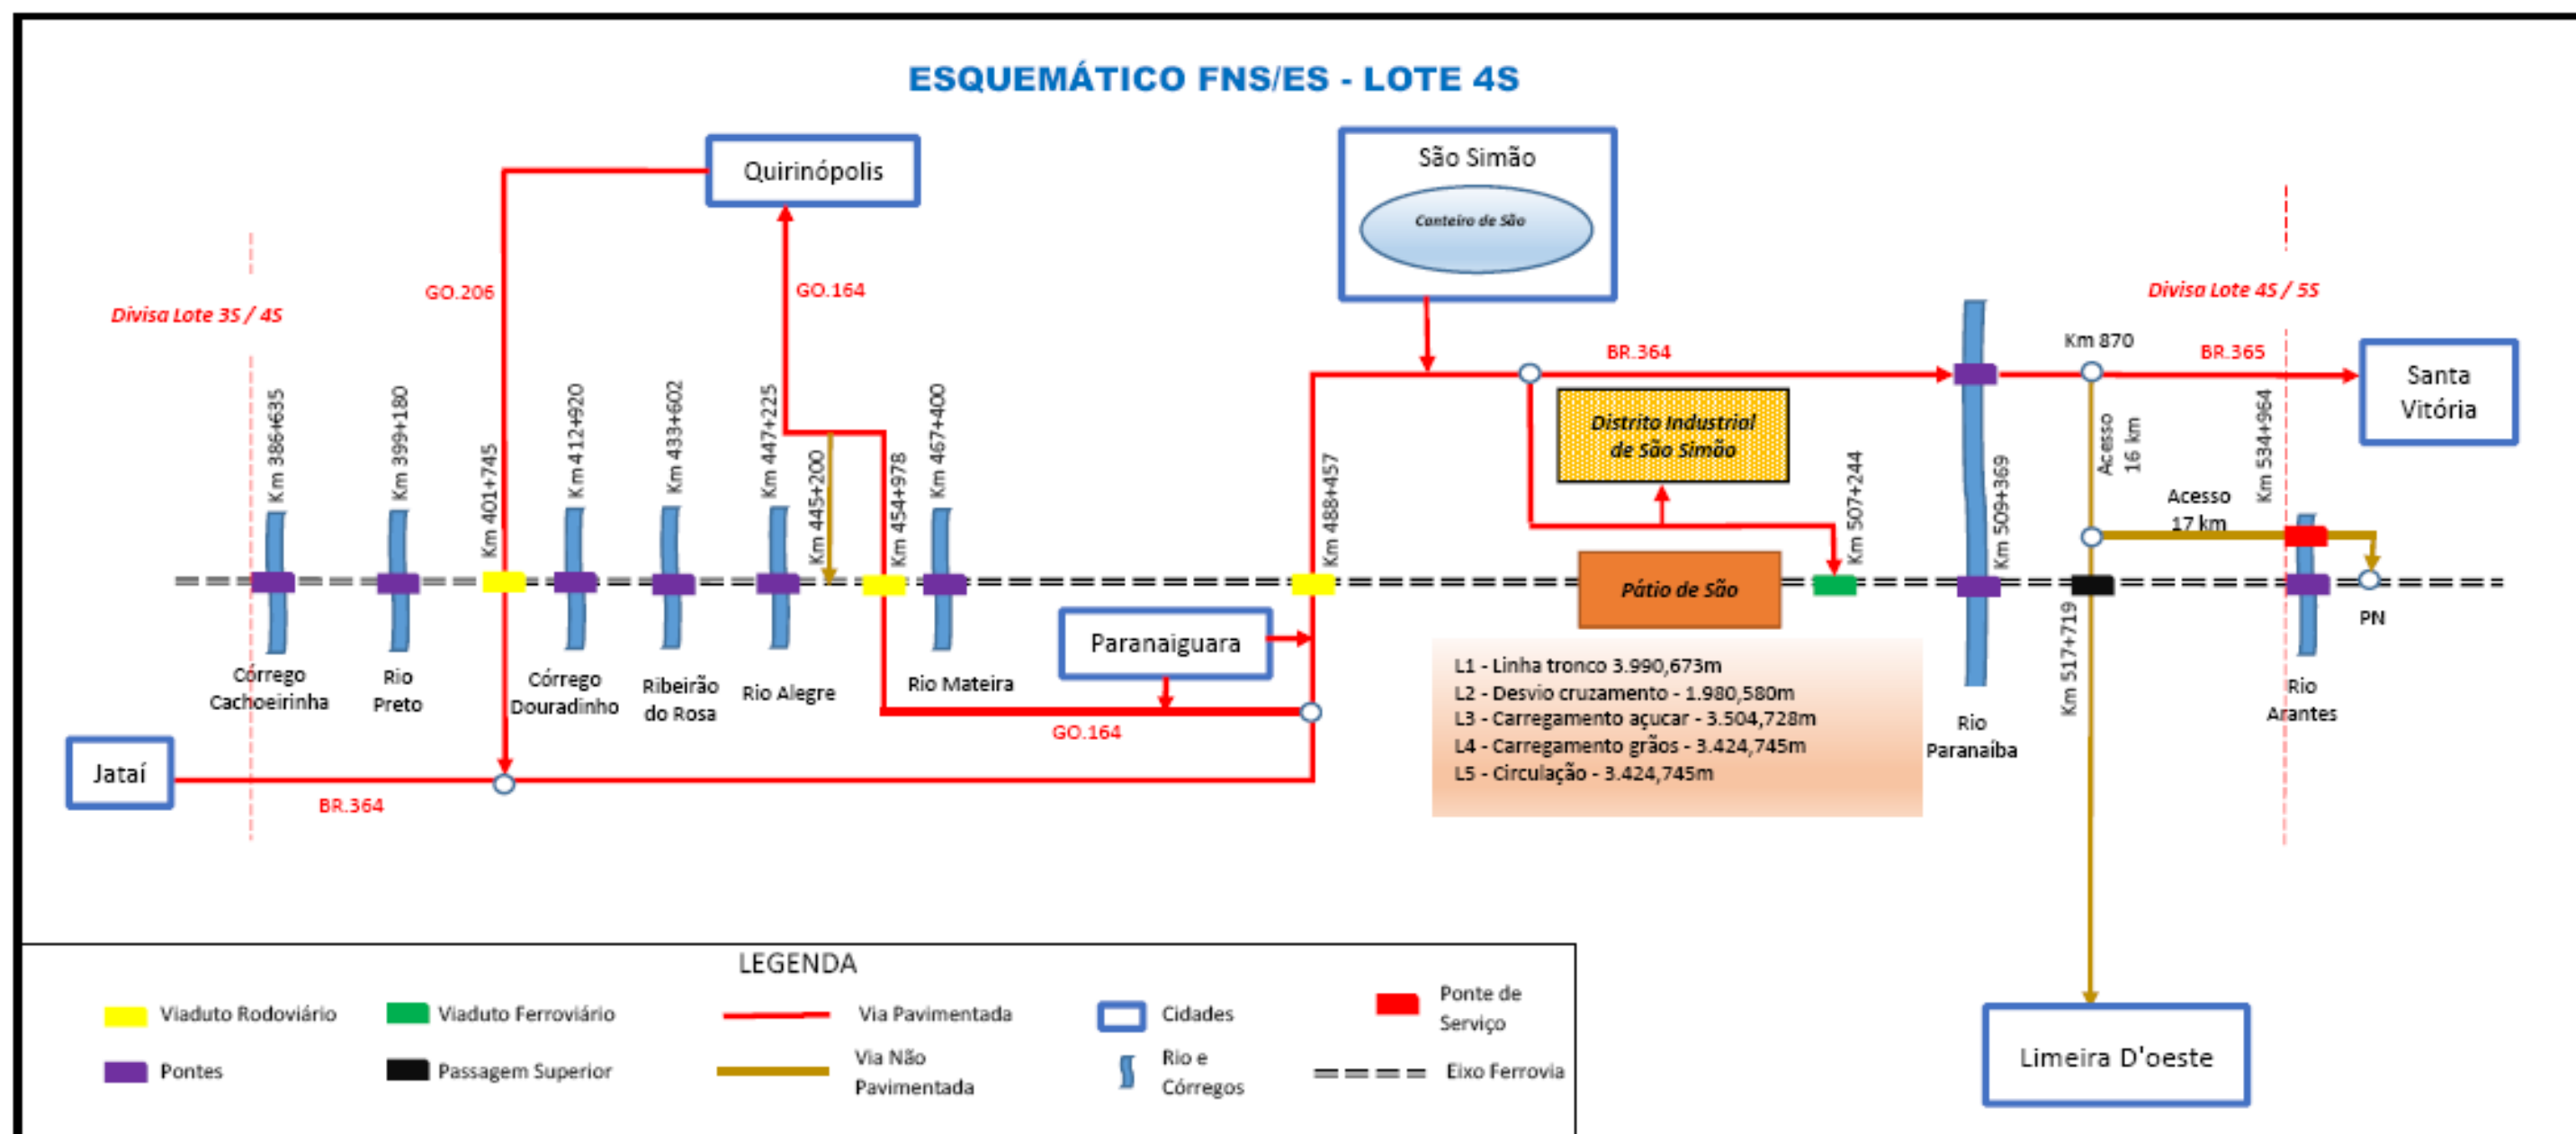 ESQUEMÁTICO FNS/ES - LOTE 4S
Quirinópolis
São Simão
Canteiro de São
GO.206
GO.164
Divisa Lote 3S / 4S
Divisa Lote 4S / 5S
BR.364
Km 870
BR.365
Santa
Vitória
Km 386+635
Km 399+180
Km 401+745
Km 412+920
Km 433+602
Km 447+225
Km 445+200
Km 454+978
Km 467+400
Km 488+457
Distrito Industrial
de São Simão
Km 507+244
Km 509+369
Acesso
16 km
Km 534+964
Acesso
17 km
Pátio de São
Km 517+719
PN
Paranaiguara
Córrego
Cachoeirinha
Rio
Preto
Córrego
Douradinho
Ribeirão
do Rosa
Rio Alegre
Rio Mateira
GO.164
L1 - Linha tronco 3.990,673m
L2 - Desvio cruzamento - 1.980,580m
L3 - Carregamento açucar - 3.504,728m
L4 - Carregamento grãos - 3.424,745m
L5 - Circulação - 3.424,745m
Rio
Paranaíba
Rio
Arantes
Jataí
BR.364
Limeira D'oeste
LEGENDA
Viaduto Rodoviário
Viaduto Ferroviário
Via Pavimentada
Cidades
Ponte de
Serviço
Pontes
Passagem Superior
Via Não
Pavimentada
Rio e
Córregos
Eixo Ferrovia